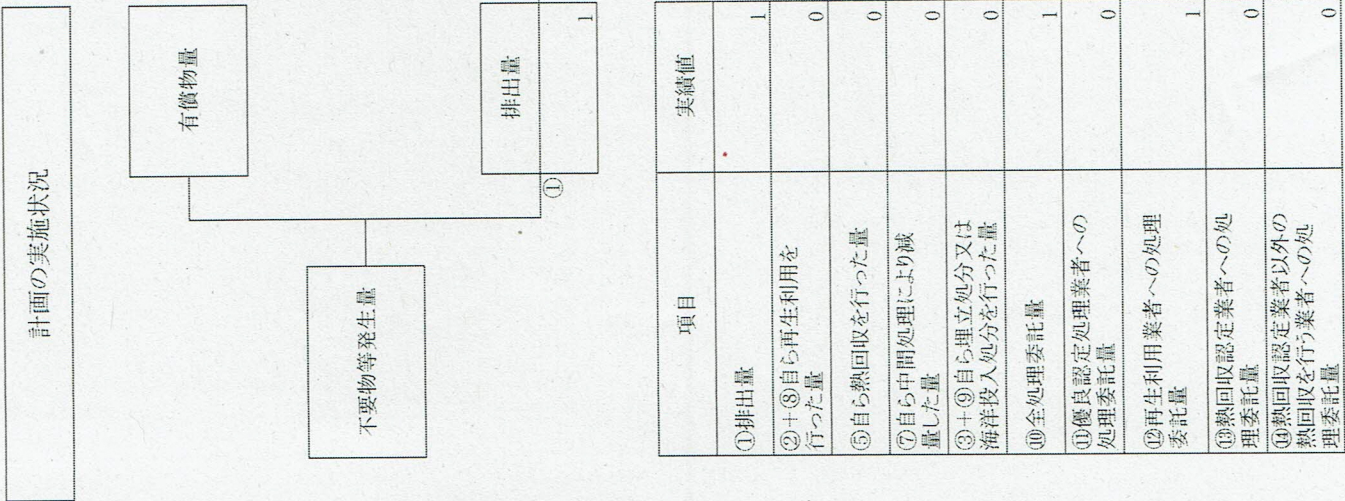 計画の実施状況
有償物量
不要物等発生量
排出量
①
1
項目
実績値
①排出量
1
②+⑧自ら再生利用を
行った量
0
⑤自ら熱回収を行った量
0
⑦自ら中間処理により減
量した量
0
③+⑨自ら埋立処分又は
海洋投入処分を行った量
0
⑩全処理委託量
1
⑪優良認定処理業者への
処理委託量
0
⑫再生利用業者への処理
委託量
1
⑬熱回収認定業者への処
理委託量
0
⑭熱回収認定業者以外の
熱回収を行う業者への処
理委託量
0